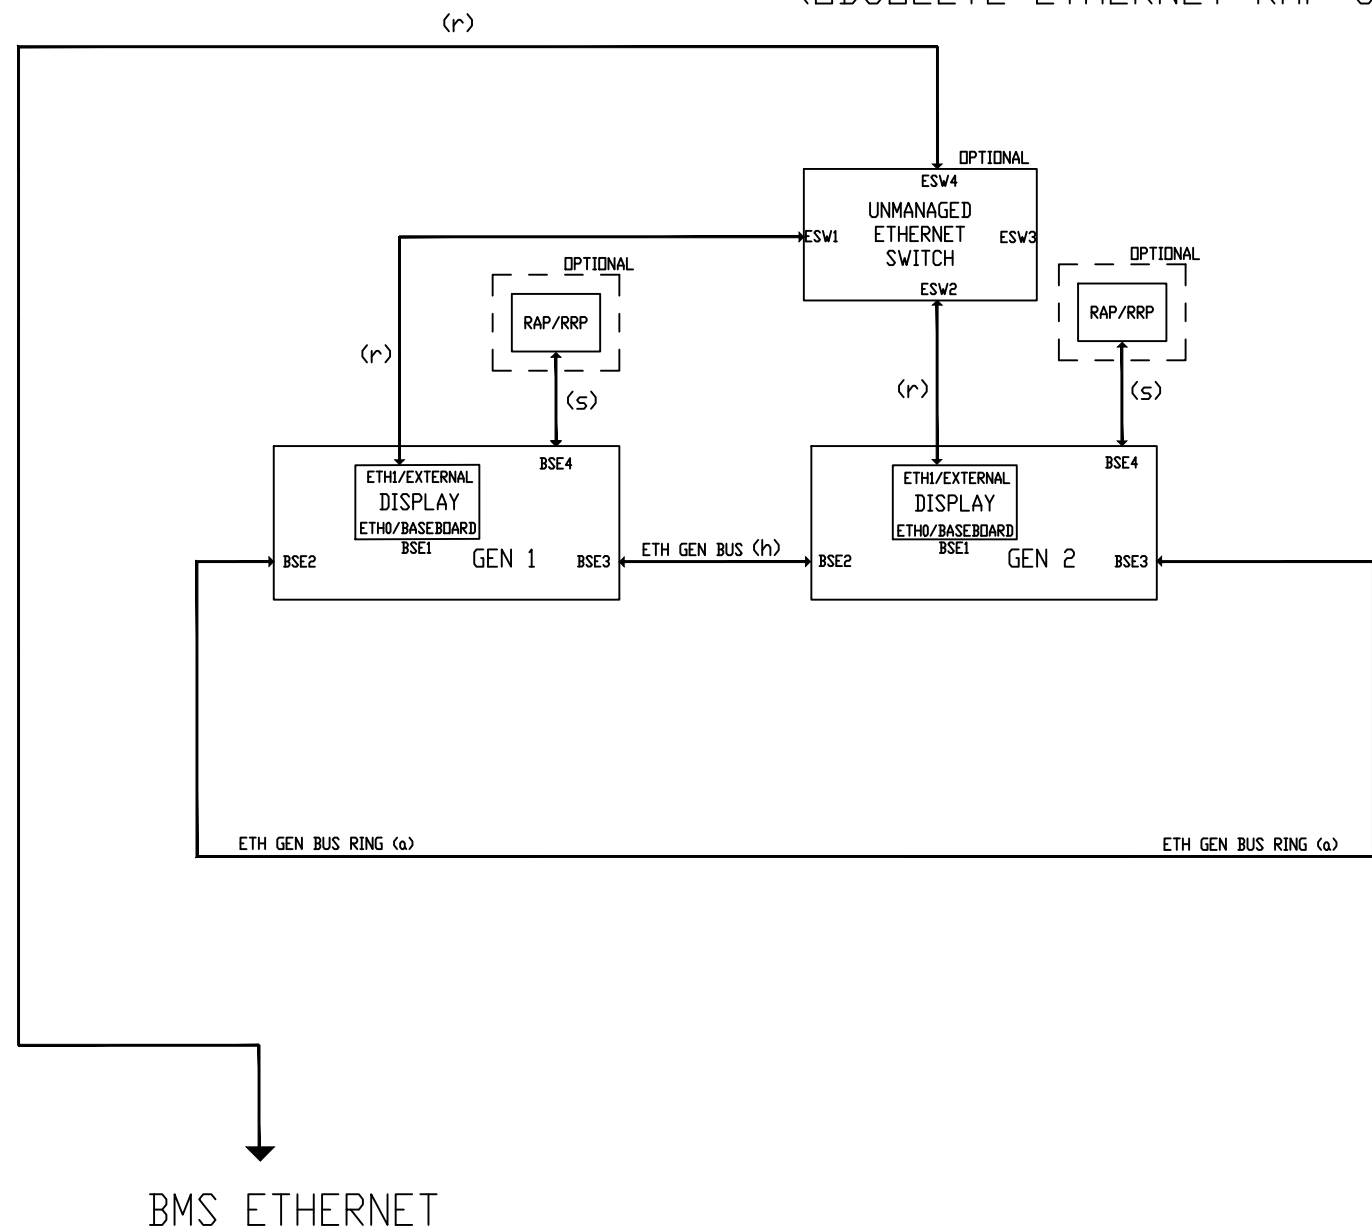 (r)
OPTIONAL
ESW4
UNMANAGED
ETHERNET
SWITCH
ESW1
ESW3
ESW2
OPTIONAL
RAP/RRP
OPTIONAL
RAP/RRP
(r)
(s)
(r)
(s)
BSE4
ETH1/EXTERNAL
DISPLAY
ETH0/BASEBOARD
BSE1
BSE2
GEN 1
BSE3
ETH GEN BUS (h)
BSE4
ETH1/EXTERNAL
DISPLAY
ETH0/BASEBOARD
BSE1
BSE2
GEN 2
BSE3
ETH GEN BUS RING (a)
ETH GEN BUS RING (a)
BMS ETHERNET